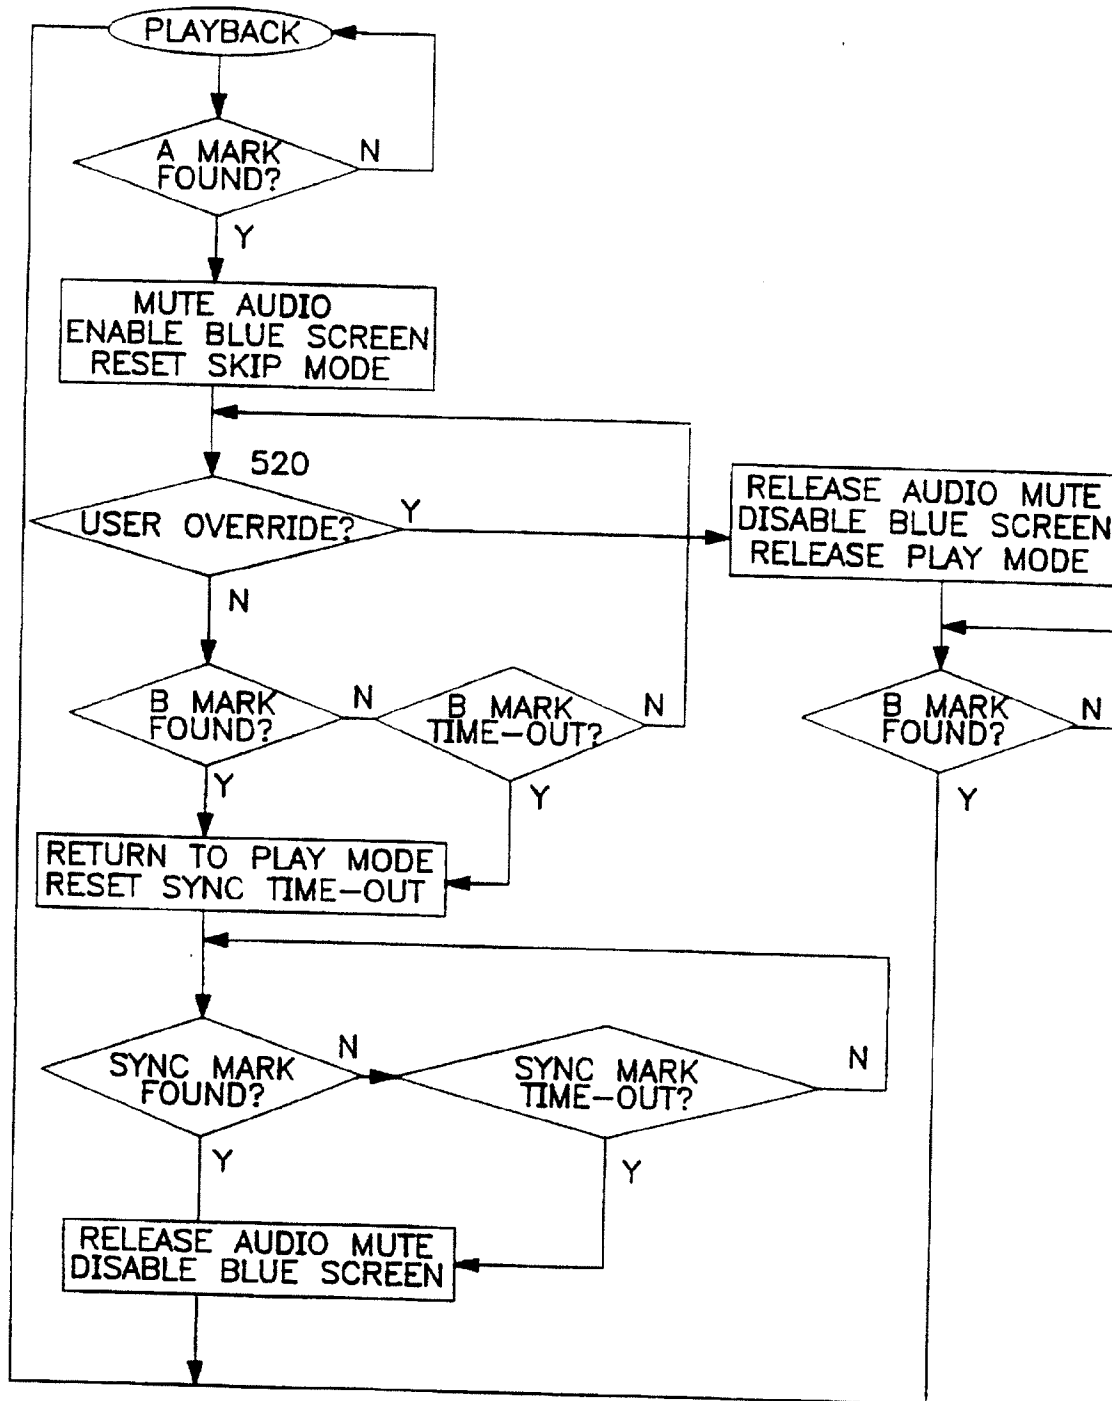 PLAYBACK
A MARK
FOUND?
N
Y
MUTE AUDIO
ENABLE BLUE SCREEN
RESET SKIP MODE
520
USER OVERRIDE?
Y
N
RELEASE AUDIO MUTE
DISABLE BLUE SCREEN
RELEASE PLAY MODE
B MARK
FOUND?
N
Y
B MARK
TIME-OUT?
N
Y
B MARK
FOUND?
N
Y
RETURN TO PLAY MODE
RESET SYNC TIME-OUT
SYNC MARK
FOUND?
N
Y
SYNC MARK
TIME-OUT?
N
Y
RELEASE AUDIO MUTE
DISABLE BLUE SCREEN